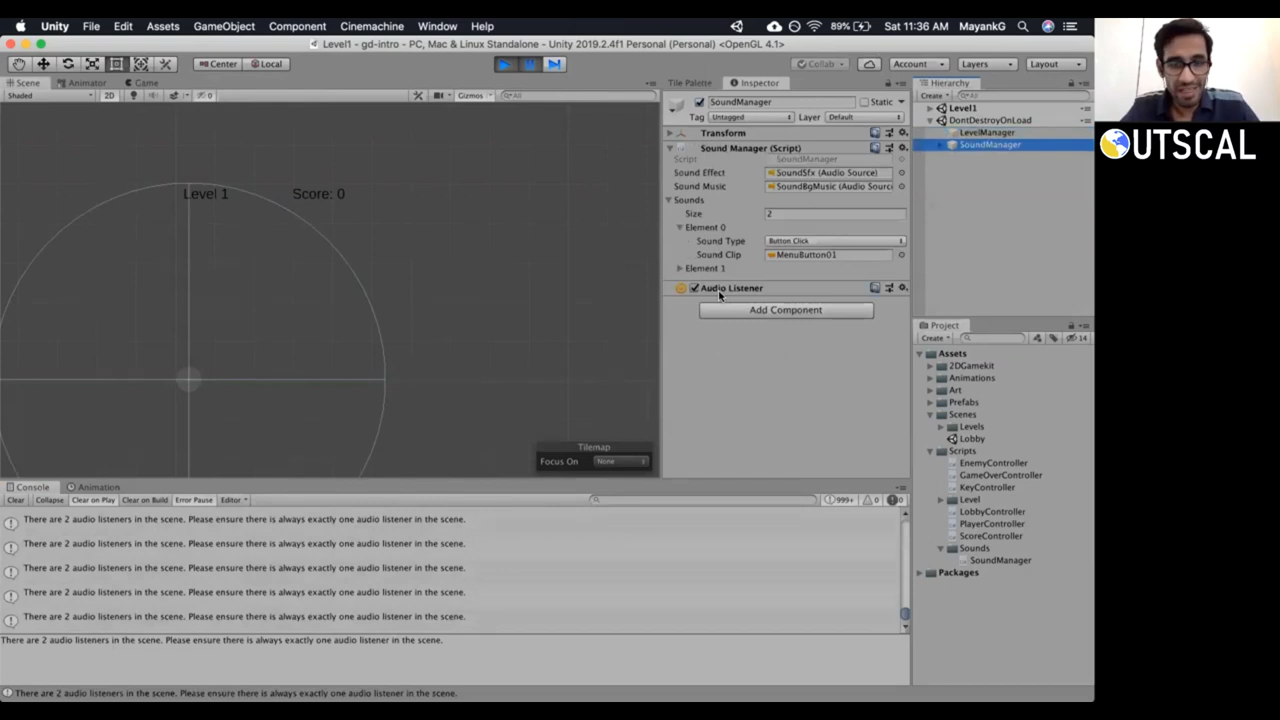 Unity File Edit Assets GameObject Component Cinemachine Window Help 89% Sat 11:36 AM MayankG
Level1 - gd-intro - PC, Mac & Linux Standalone - Unity 2019.2.4f1 Personal (Personal) <OpenGL 4.1>
Center Local Collab Account Layers Layout
Scene Animator Game
Shaded 2D 0 Gizmos All
Level 1 Score: 0
Tilemap
Focus On None
Tile Palette Inspector
SoundManager Static
Tag Untagged Layer Default
Transform
Sound Manager (Script)
Script SoundManager
Sound Effect SoundSfx (Audio Source)
Sound Music SoundBgMusic (Audio Source
Sounds
Size 2
Element 0
Sound Type Button Click
Sound Clip MenuButton01
Element 1
Audio Listener
Add Component
Hierarchy
Create All
Level1
DontDestroyOnLoad
LevelManager
SoundManager
Project
Create 14
Assets
2DGamekit
Animations
Art
Prefabs
Scenes
Levels
Lobby
Scripts
EnemyController
GameOverController
KeyController
Level
LobbyController
PlayerController
ScoreController
Sounds
SoundManager
Packages
Console Animation
Clear Collapse Clear on Play Clear on Build Error Pause Editor 999+ 0 0
There are 2 audio listeners in the scene. Please ensure there is always exactly one audio listener in the scene.
There are 2 audio listeners in the scene. Please ensure there is always exactly one audio listener in the scene.
There are 2 audio listeners in the scene. Please ensure there is always exactly one audio listener in the scene.
There are 2 audio listeners in the scene. Please ensure there is always exactly one audio listener in the scene.
There are 2 audio listeners in the scene. Please ensure there is always exactly one audio listener in the scene.
There are 2 audio listeners in the scene. Please ensure there is always exactly one audio listener in the scene.
There are 2 audio listeners in the scene. Please ensure there is always exactly one audio listener in the scene.
OUTSCAL